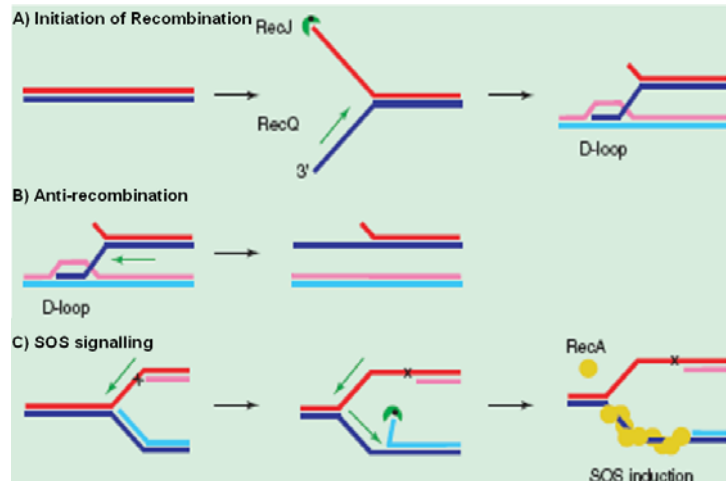 A) Initiation of Recombination
RecJ
RecQ
3'
D-loop
B) Anti-recombination
D-loop
C) SOS signalling
x
x
RecA
x
SOS induction